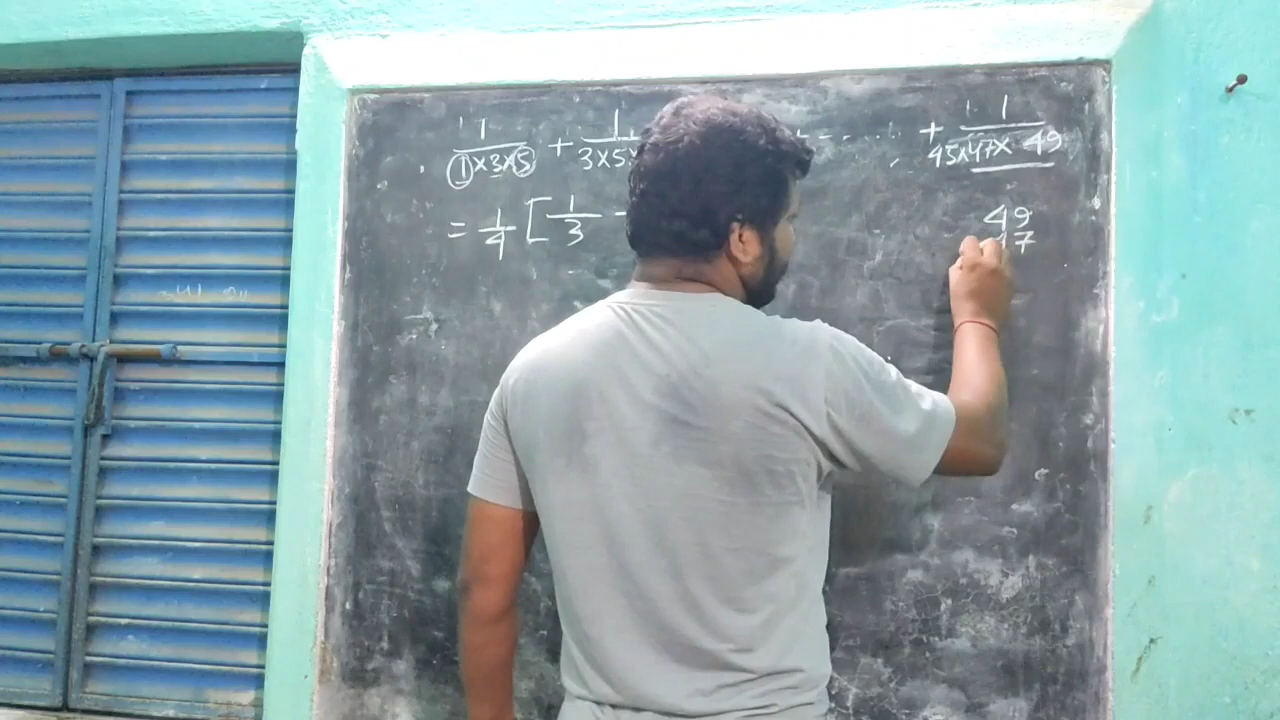 1/(1×3×5) + 1/(3×5× - - ..... + 1/(45×47× 49)
= 1/4 [ 1/3 -
49
47